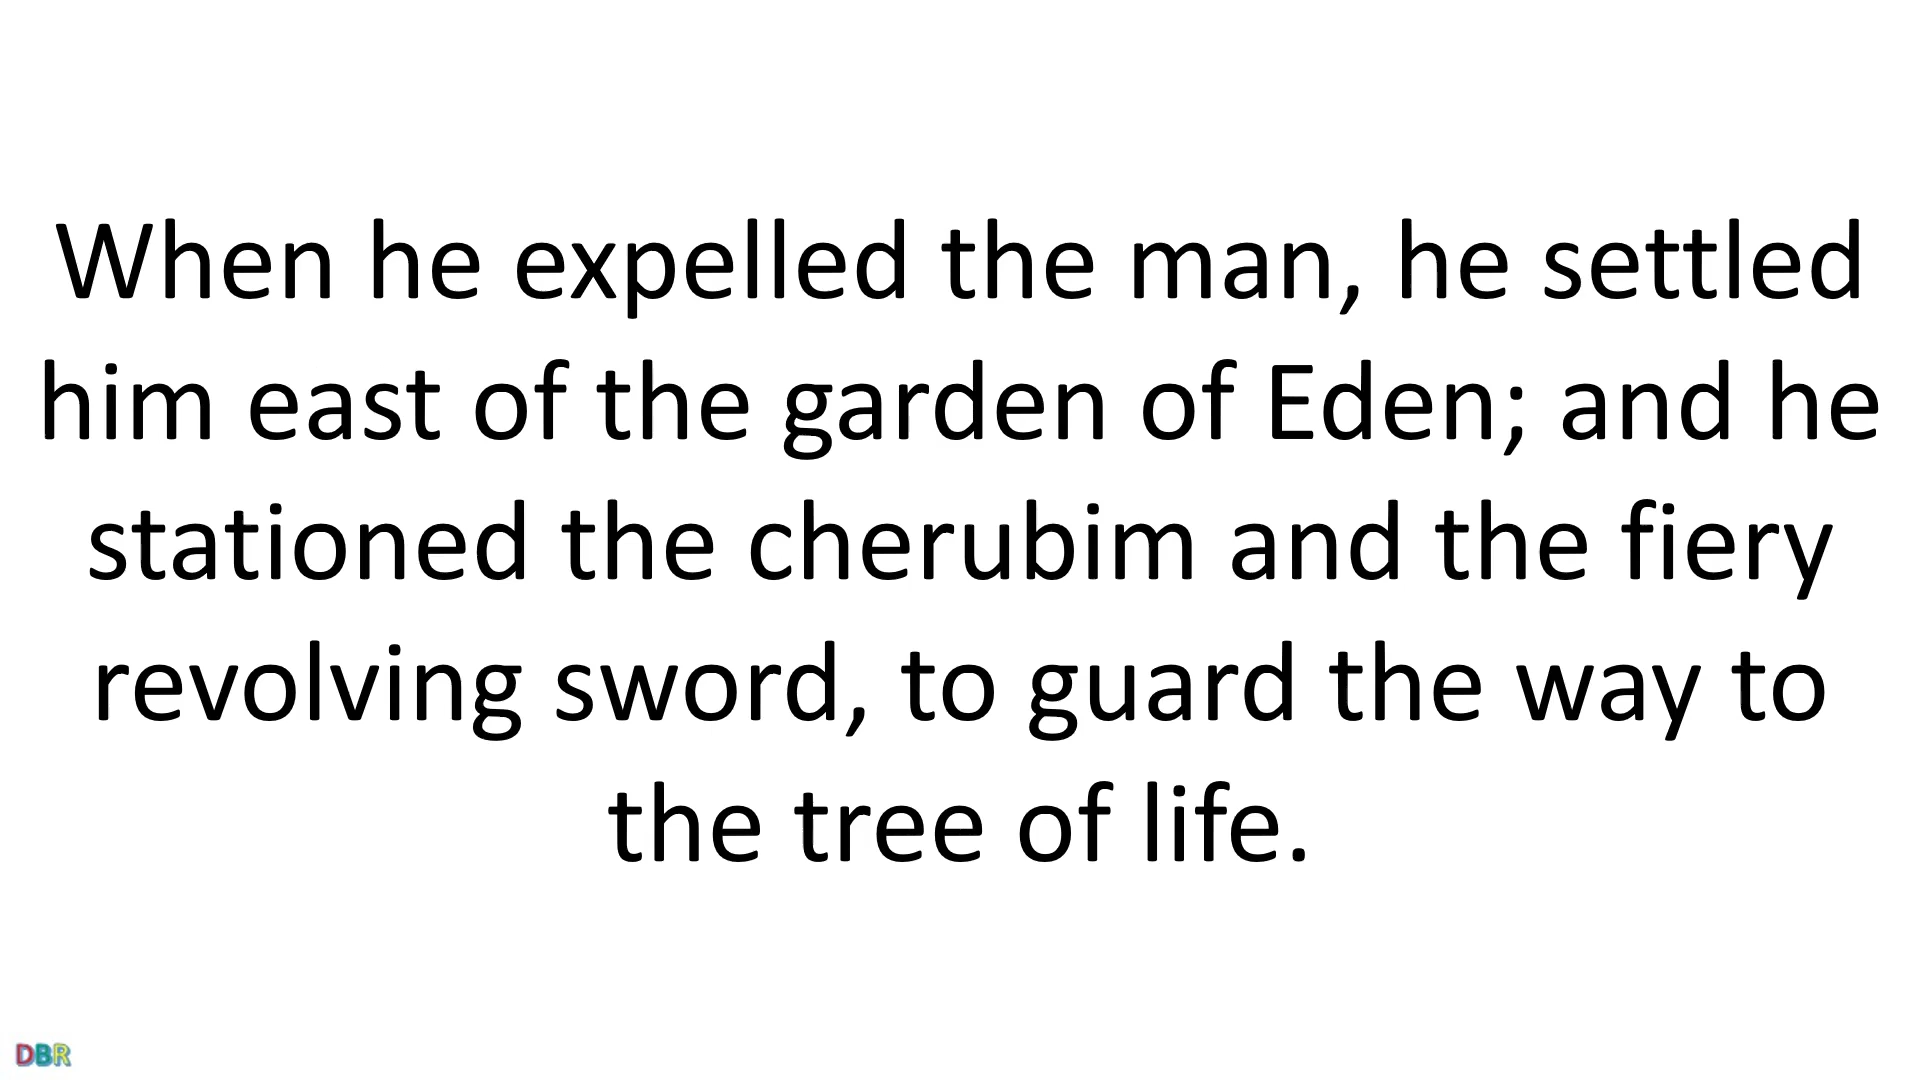 When he expelled the man, he settled
him east of the garden of Eden; and he
stationed the cherubim and the fiery
revolving sword, to guard the way to
the tree of life.
DBR